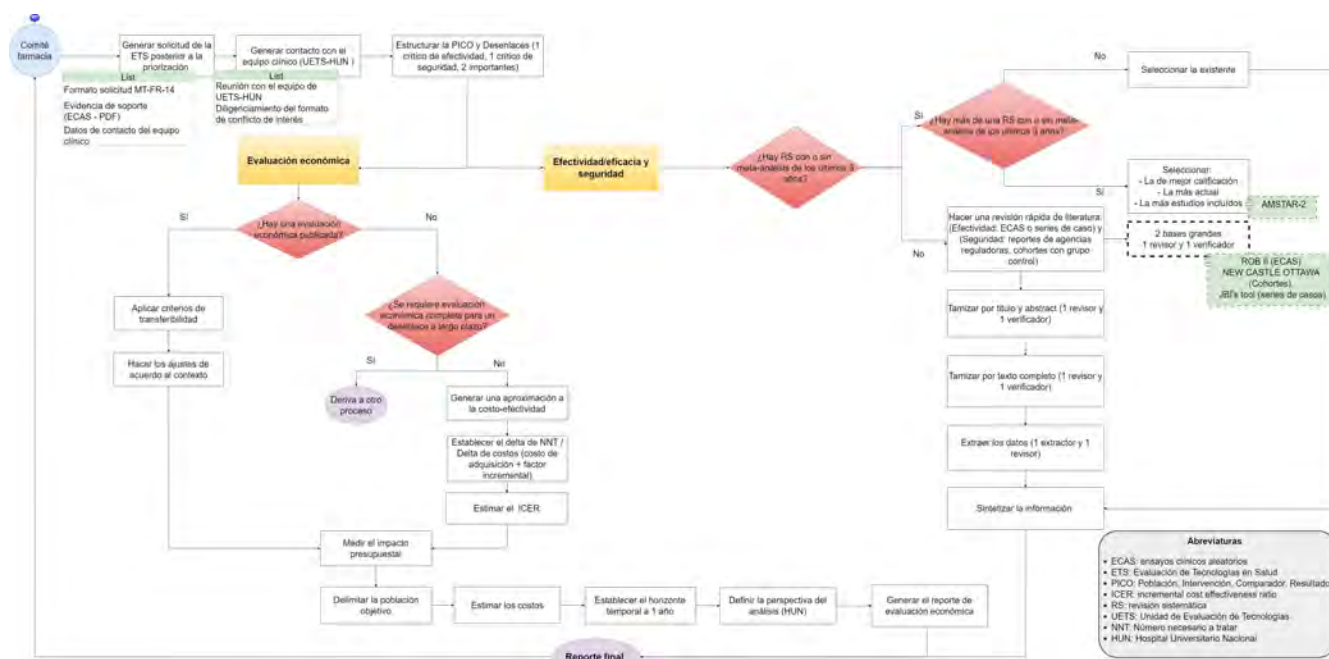 Comité
farmacia
Generar solicitud de la
ETS posterior a la
priorización
Generar contacto con el
equipo clínico (UETS-HUN )
Estructurar la PICO y Desenlaces (1
crítico de efectividad, 1 crítico de
seguridad, 2 importantes)
List
Formato solicitud MT-FR-14
Evidencia de soporte
(ECAS - PDF)
Datos de contacto del equipo
clínico
List
Reunión con el equipo de
UETS-HUN
Diligenciamiento del formato
de conflicto de interés
Evaluación económica
Efectividad/eficacia y
seguridad
¿Hay RS con o sin
meta-análisis de los últimos 3
años?
Sí
No
¿Hay más de una RS con o sin meta-
análisis de los últimos 3 años?
No
Seleccionar la existente
Sí
Seleccionar:
- La de mejor calificación
- La más actual
- La más estudios incluídos
AMSTAR-2
Hacer una revisión rápida de literatura:
(Efectividad: ECAS o series de caso) y
(Seguridad: reportes de agencias
reguladoras, cohortes con grupo
control)
2 bases grandes
1 revisor y 1 verificador
ROB II (ECAS)
NEW CASTLE OTTAWA
(Cohortes),
JBI's tool (series de casos)
Tamizar por título y abstract (1 revisor y
1 verificador)
Tamizar por texto completo (1 revisor y
1 verificador)
Extraer los datos (1 extractor y 1
revisor)
Sintetizar la información
Sí
¿Hay una evaluación
económica publicada?
No
Aplicar criterios de
transferibilidad
Hacer los ajustes de
acuerdo al contexto
¿Se requiere evaluación
económica completa para un
desenlace a largo plazo?
Sí
No
Deriva a otro
proceso
Generar una aproximación a
la costo-efectividad
Establecer el delta de NNT /
Delta de costos (costo de
adquisición + factor
incremental)
Estimar el ICER
Medir el impacto
presupuestal
Delimitar la población
objetivo
Estimar los costos
Establecer el horizonte
temporal a 1 año
Definir la perspectiva del
análisis (HUN)
Generar el reporte de
evaluación económica
Reporte final
Abreviaturas
• ECAS: ensayos clínicos aleatorios
• ETS: Evaluación de Tecnologías en Salud
• PICO: Población, Intervención, Comparador. Resultado
• ICER: incremental cost effectiveness ratio
• RS: revisión sistemática
• UETS: Unidad de Evaluación de Tecnologías
• NNT: Número necesario a tratar
• HUN: Hospital Universitario Nacional